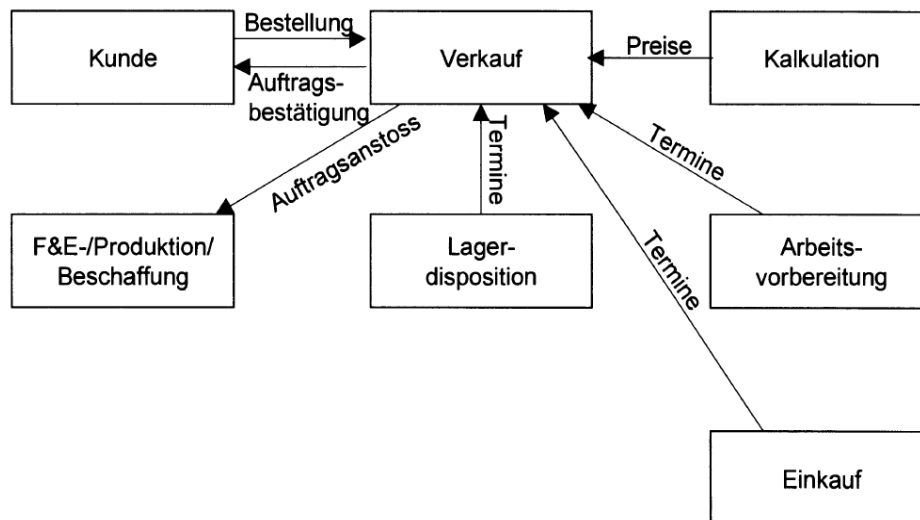 Bestellung
Kunde
Verkauf
Preise
Kalkulation
Auftrags-
bestätigung
Auftragsanstoss
Termine
Termine
Termine
F&E-/Produktion/
Beschaffung
Lager-
disposition
Arbeits-
vorbereitung
Einkauf